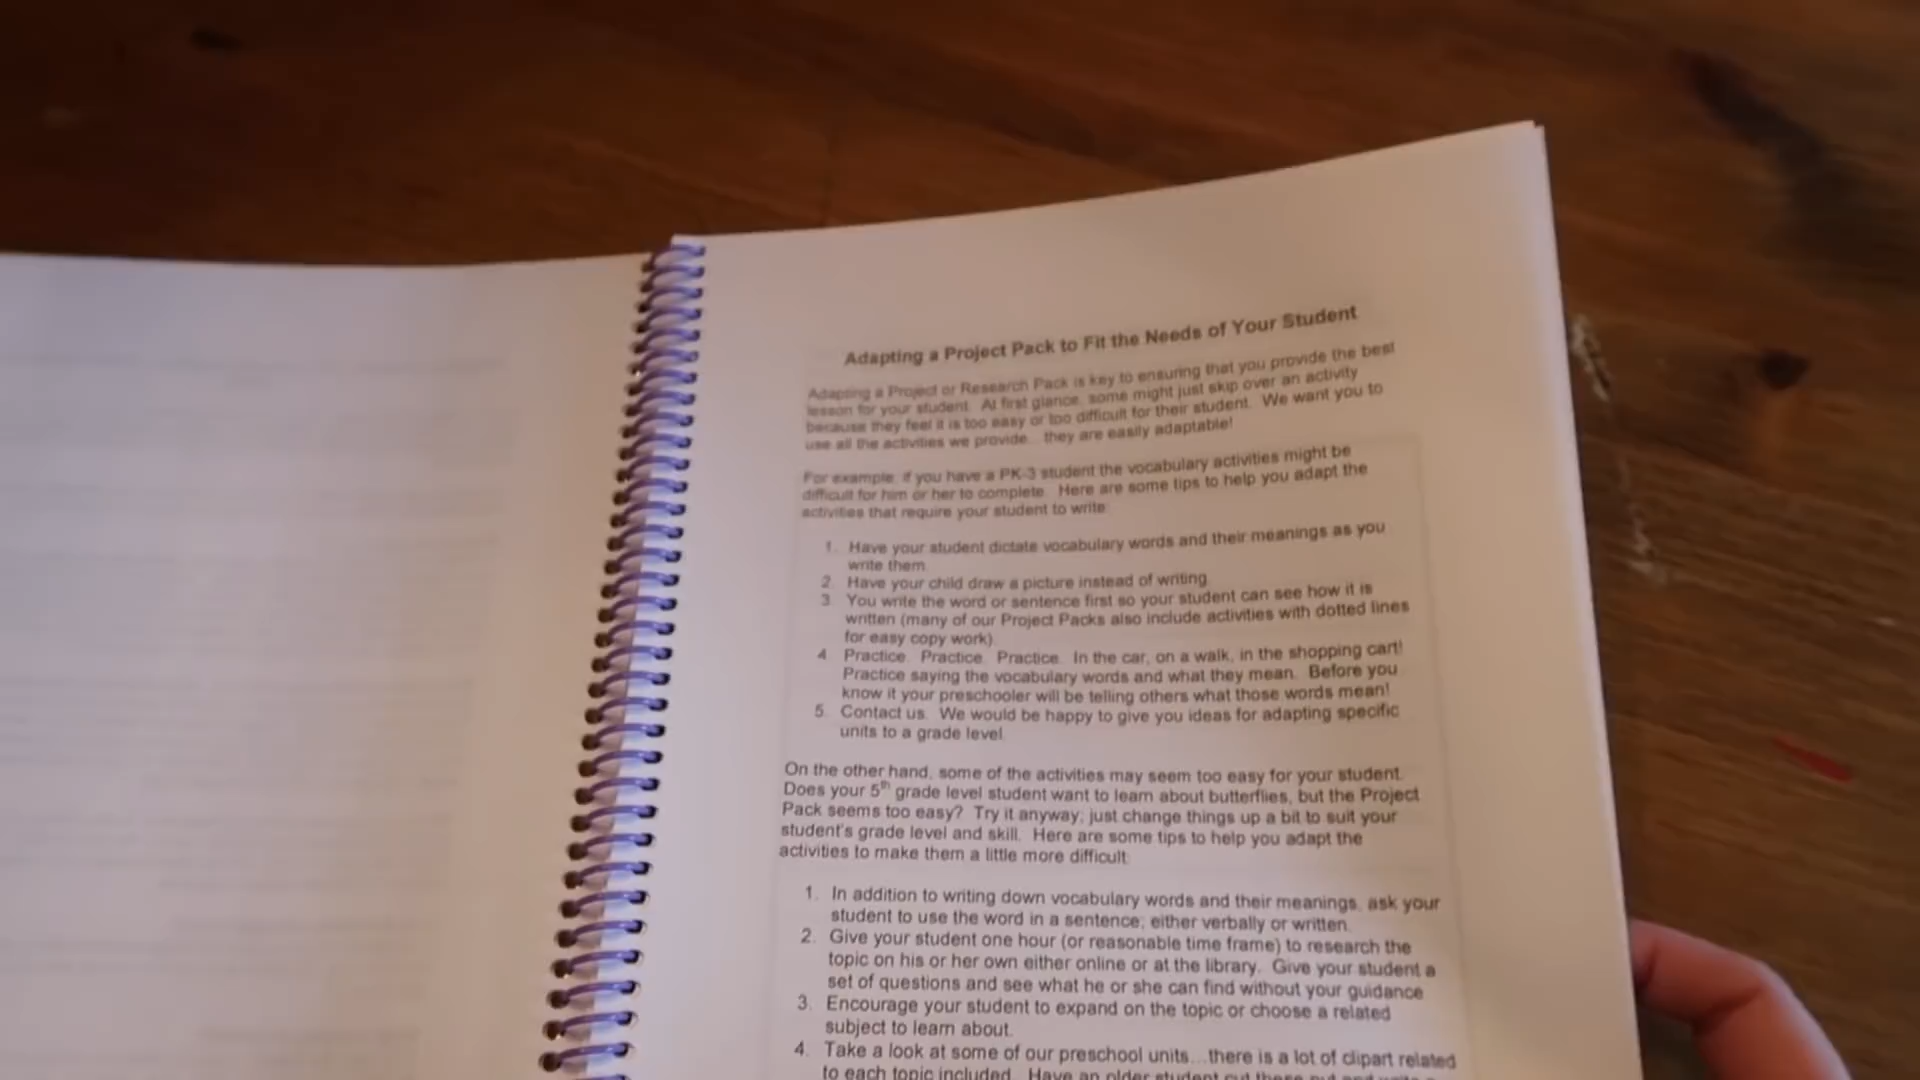 Adapting a Project Pack to Fit the Needs of Your Student
Adapting a Project or Research Pack is key to ensuring that you provide the best
lesson for your student. At first glance, some might just skip over an activity
because they feel it is too easy or too difficult for their student. We want you to
use all the activities we provide...they are easily adaptable!
For example, if you have a PK-3 student the vocabulary activities might be
difficult for him or her to complete. Here are some tips to help you adapt the
activities that require your student to write:
1. Have your student dictate vocabulary words and their meanings as you
write them.
2. Have your child draw a picture instead of writing.
3. You write the word or sentence first so your student can see how it is
written (many of our Project Packs also include activities with dotted lines
for easy copy work).
4. Practice. Practice. Practice. In the car, on a walk, in the shopping cart!
Practice saying the vocabulary words and what they mean. Before you
know it your preschooler will be telling others what those words mean!
5. Contact us. We would be happy to give you ideas for adapting specific
units to a grade level.
On the other hand, some of the activities may seem too easy for your student.
Does your 5th grade level student want to learn about butterflies, but the Project
Pack seems too easy? Try it anyway; just change things up a bit to suit your
student's grade level and skill. Here are some tips to help you adapt the
activities to make them a little more difficult:
1. In addition to writing down vocabulary words and their meanings, ask your
student to use the word in a sentence; either verbally or written.
2. Give your student one hour (or reasonable time frame) to research the
topic on his or her own either online or at the library. Give your student a
set of questions and see what he or she can find without your guidance
3. Encourage your student to expand on the topic or choose a related
subject to learn about.
4. Take a look at some of our preschool units...there is a lot of clipart related
to each topic included. Have an older student cut these out and